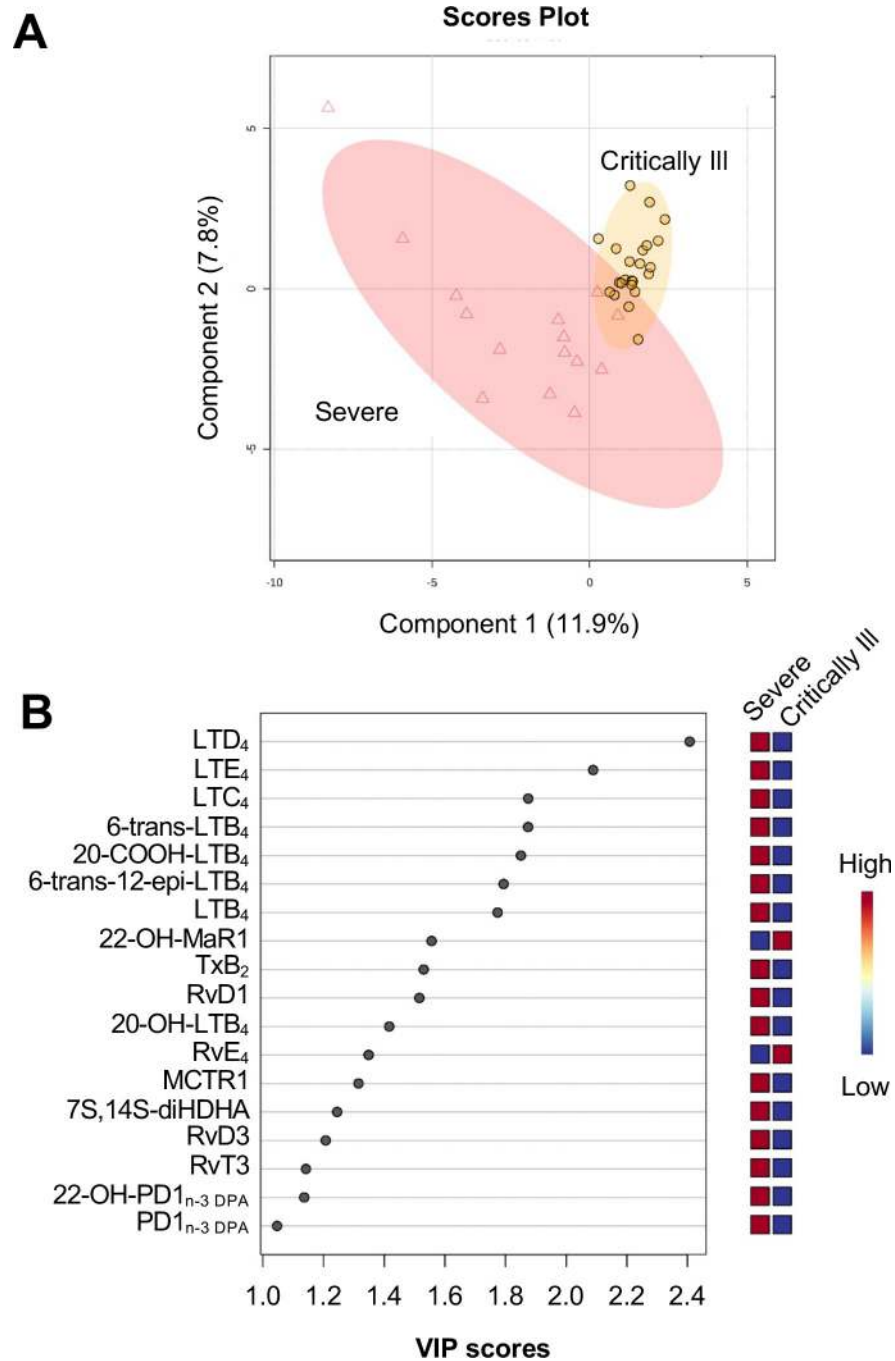 A
Scores Plot
Critically Ill
Severe
5
0
-5
Component 2 (7.8%)
-10
-5
0
5
Component 1 (11.9%)
B
Severe
Critically Ill
LTD₄
LTE₄
LTC₄
6-trans-LTB₄
20-COOH-LTB₄
6-trans-12-epi-LTB₄
LTB₄
22-OH-MaR1
TxB₂
RvD1
20-OH-LTB₄
RvE₄
MCTR1
7S,14S-diHDHA
RvD3
RvT3
22-OH-PD1n-3 DPA
PD1n-3 DPA
High
Low
1.0
1.2
1.4
1.6
1.8
2.0
2.2
2.4
VIP scores